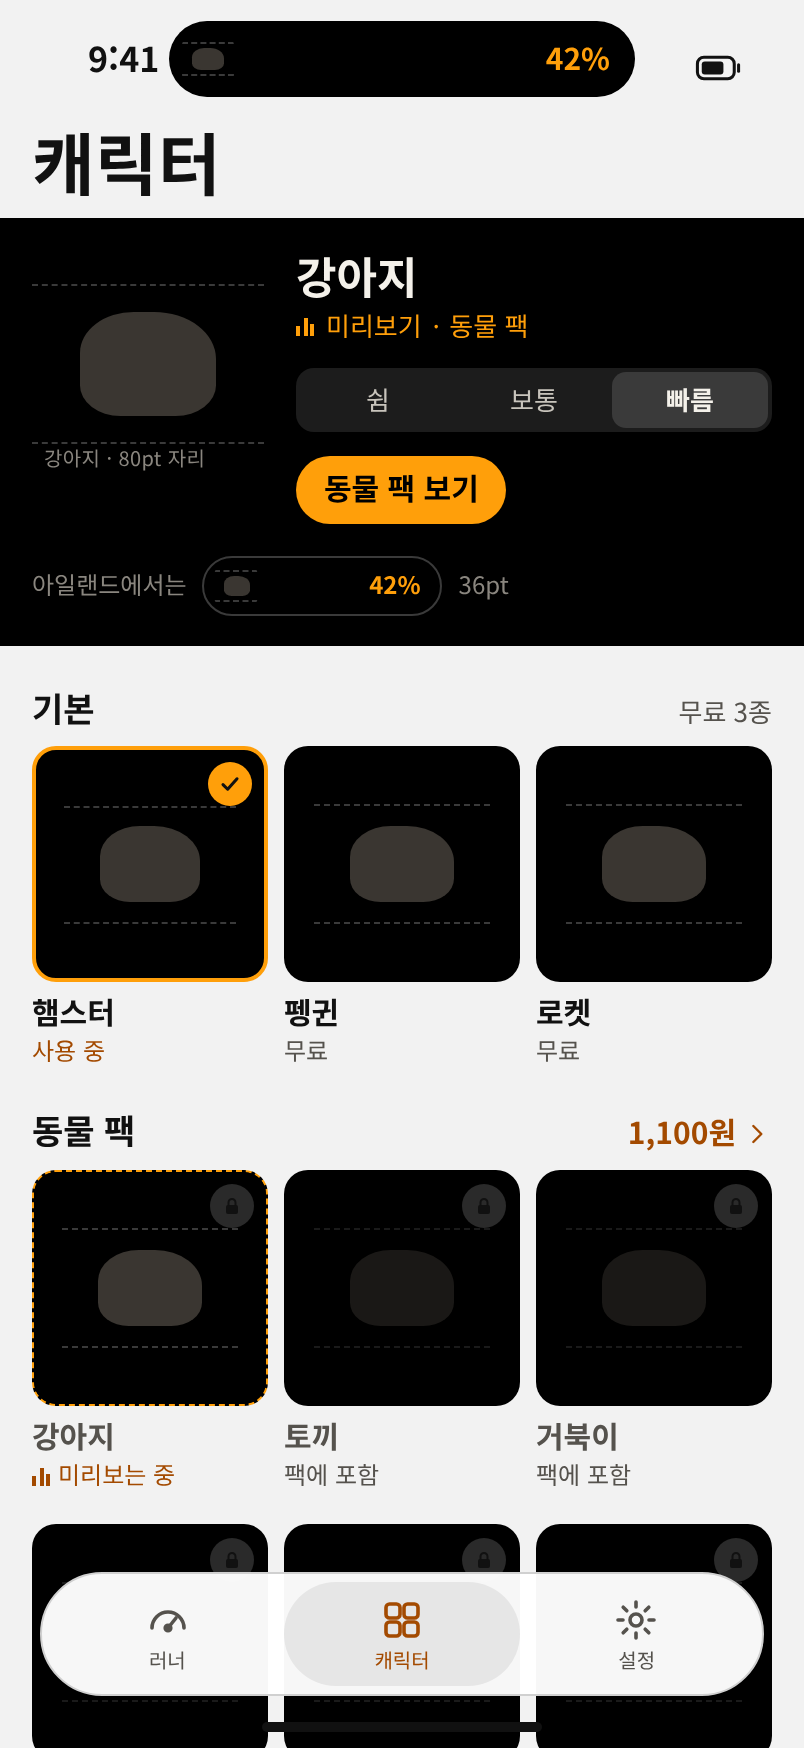 9:41
42%
캐릭터
강아지
미리보기 · 동물 팩
쉼 보통 빠름
강아지 · 80pt 자리
동물 팩 보기
아일랜드에서는 42% 36pt
기본 무료 3종
햄스터 펭귄 로켓
사용 중 무료 무료
동물 팩 1,100원
강아지 토끼 거북이
미리보는 중 팩에 포함 팩에 포함
러너 캐릭터 설정